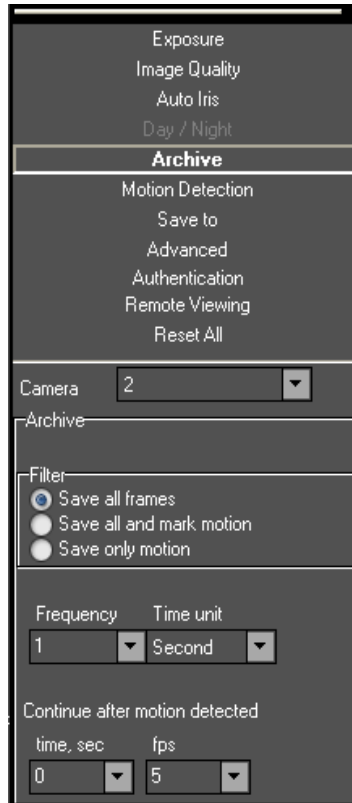 Exposure
Image Quality
Auto Iris
Day / Night
Archive
Motion Detection
Save to
Advanced
Authentication
Remote Viewing
Reset All
Camera 2
Archive
Filter
Save all frames
Save all and mark motion
Save only motion
Frequency Time unit
1 Second
Continue after motion detected
time, sec fps
0 5